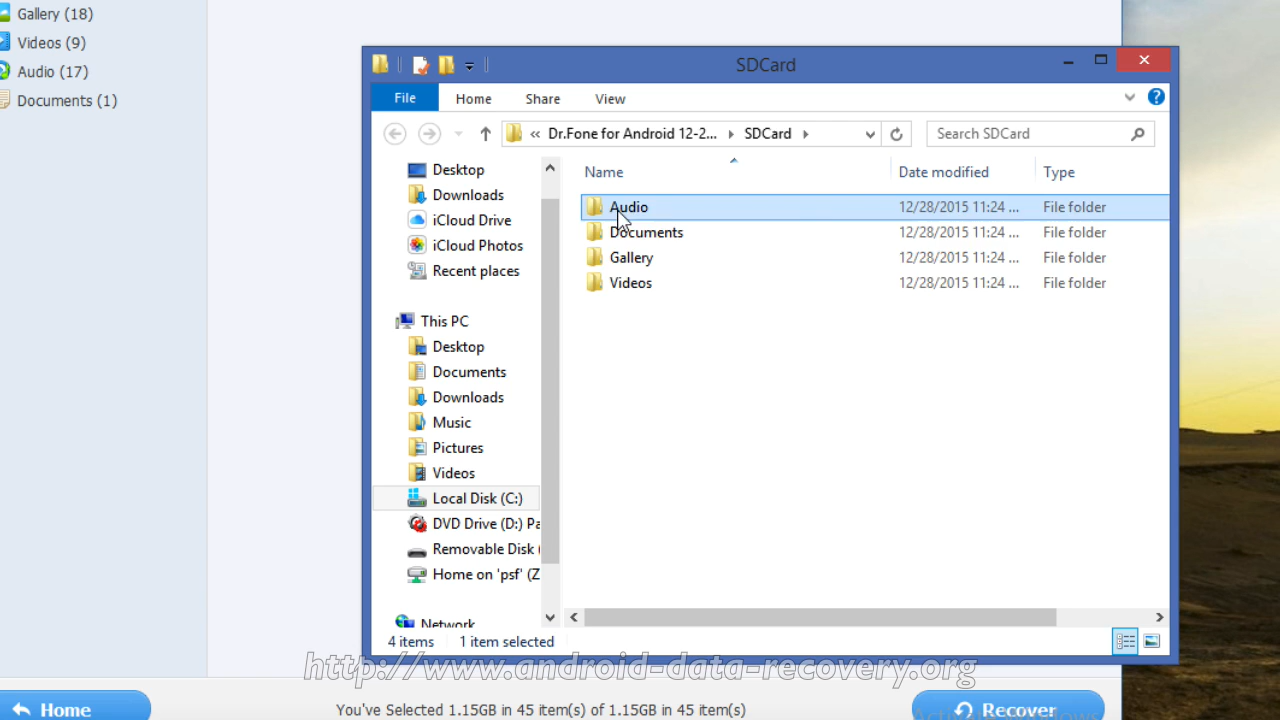 Gallery (18)
Videos (9)
Audio (17)
Documents (1)
SDCard
File Home Share View
« Dr.Fone for Android 12-2... SDCard
Search SDCard
Name Date modified Type
Audio 12/28/2015 11:24 ... File folder
Documents 12/28/2015 11:24 ... File folder
Gallery 12/28/2015 11:24 ... File folder
Videos 12/28/2015 11:24 ... File folder
Desktop
Downloads
iCloud Drive
iCloud Photos
Recent places
This PC
Desktop
Documents
Downloads
Music
Pictures
Videos
Local Disk (C:)
DVD Drive (D:) Pa
Removable Disk (
Home on 'psf' (Z
Network
4 items 1 item selected
http://www.android-data-recovery.org
Home
You've Selected 1.15GB in 45 item(s) of 1.15GB in 45 item(s)
Recover
Activate Windows